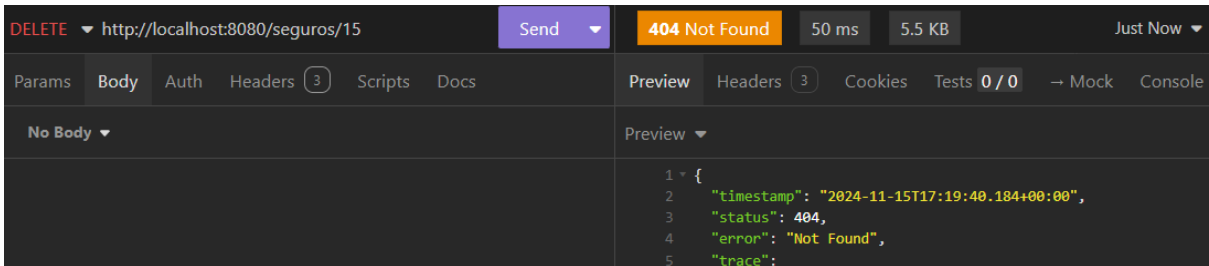 DELETE http://localhost:8080/seguros/15 Send 404 Not Found 50 ms 5.5 KB Just Now
Params Body Auth Headers 3 Scripts Docs Preview Headers 3 Cookies Tests 0 / 0 → Mock Console
No Body Preview
1 {
2 "timestamp": "2024-11-15T17:19:40.184+00:00",
3 "status": 404,
4 "error": "Not Found",
5 "trace":